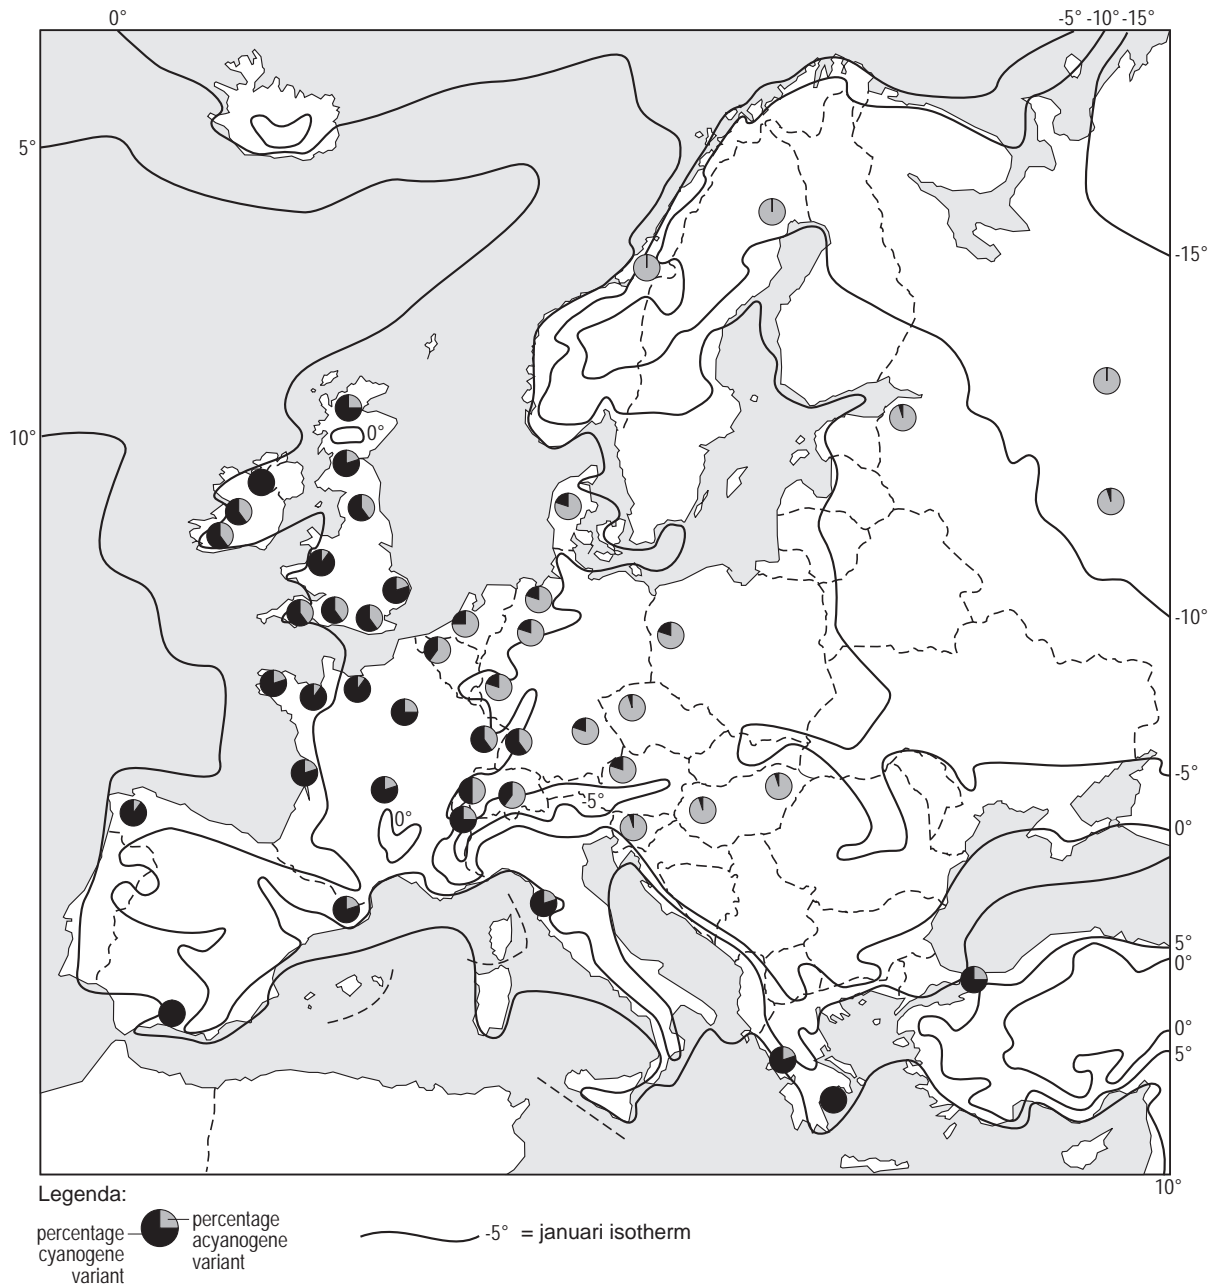 0°
-5° -10° -15°
5°
-15°
10°
0°
-10°
-5°
-5°
0°
0°
5°
0°
0°
5°
10°
Legenda:
percentage
cyanogene
variant
percentage
acyanogene
variant
-5° = januari isotherm